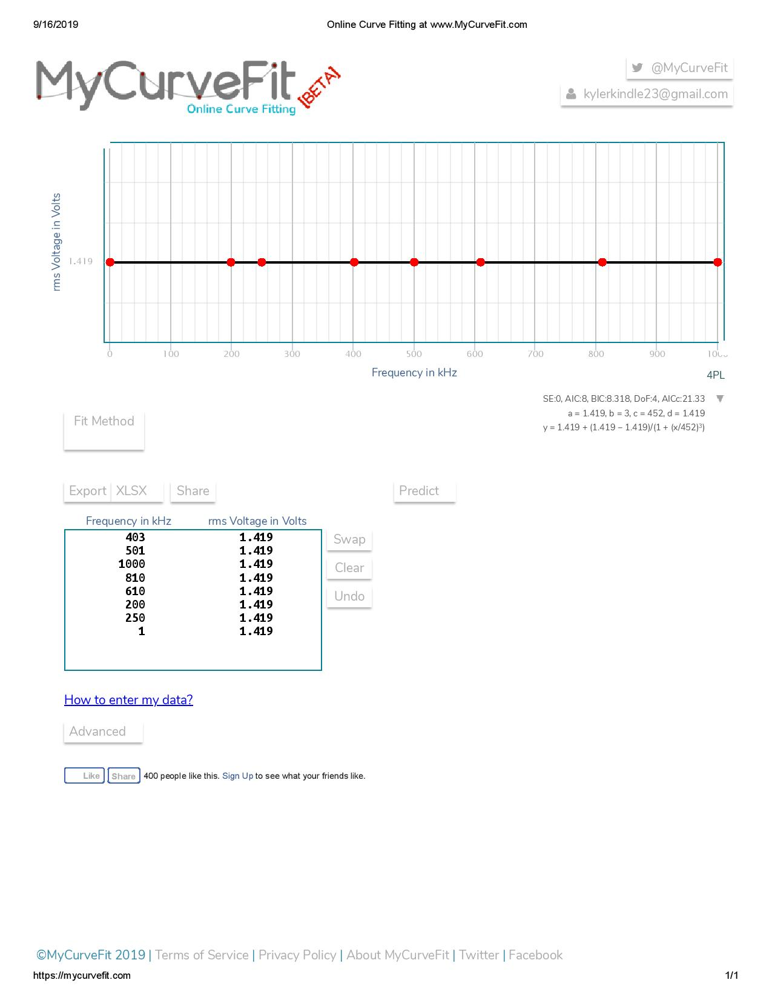 9/16/2019
Online Curve Fitting at www.MyCurveFit.com
MyCurveFit [BETA]
Online Curve Fitting
@MyCurveFit
kylerkindle23@gmail.com
rms Voltage in Volts
1.419
0 100 200 300 400 500 600 700 800 900 1000
Frequency in kHz
4PL
SE:0, AIC:8, BIC:8.318, DoF:4, AICc:21.33
a = 1.419, b = 3, c = 452, d = 1.419
y = 1.419 + (1.419 − 1.419)/(1 + (x/452)³)
Fit Method
Export XLSX Share Predict
Frequency in kHz rms Voltage in Volts
403 1.419
501 1.419
1000 1.419
810 1.419
610 1.419
200 1.419
250 1.419
1 1.419
Swap
Clear
Undo
How to enter my data?
Advanced
Like Share 400 people like this. Sign Up to see what your friends like.
©MyCurveFit 2019 | Terms of Service | Privacy Policy | About MyCurveFit | Twitter | Facebook
https://mycurvefit.com
1/1